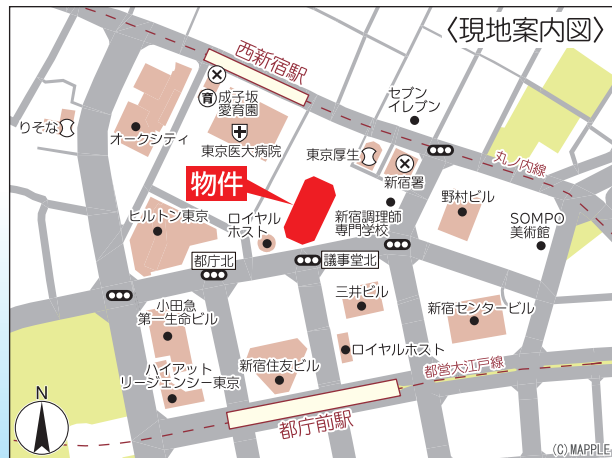 〈現地案内図〉
西新宿駅
成子坂
愛育園
育
セブン
イレブン
りそな
オークシティ
東京医大病院
東京厚生
丸ノ内線
新宿署
物件
野村ビル
ヒルトン東京
ロイヤル
ホスト
新宿調理師
専門学校
SOMPO
美術館
都庁北
議事堂北
三井ビル
小田急
第一生命ビル
新宿センタービル
ロイヤルホスト
ハイアット
リージェンシー東京
新宿住友ビル
都営大江戸線
都庁前駅
N
(C)MAPPLE